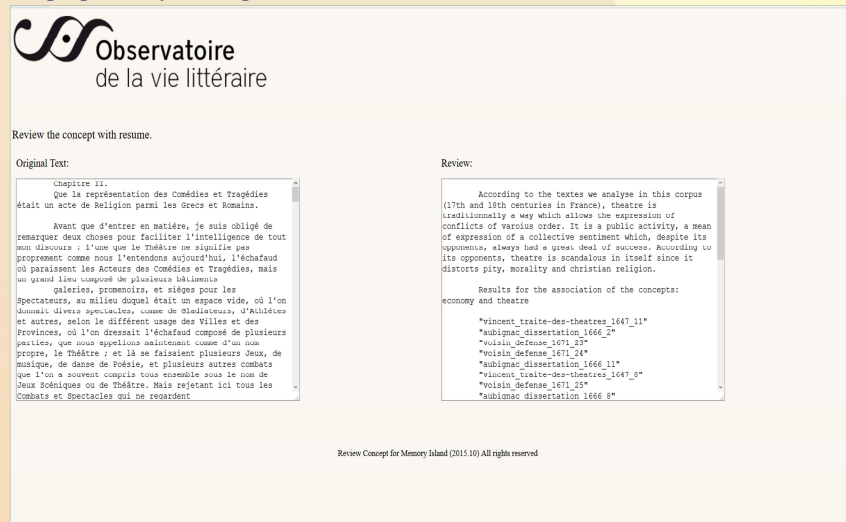 Observatoire
de la vie littéraire
Review the concept with resume.
Original Text:
Chapitre II.
Que la représentation des Comédies et Tragédies
était un acte de Religion parmi les Grecs et Romains.
Avant que d'entrer en matière, je suis obligé de
remarquer deux choses pour faciliter l'intelligence de tout
mon discours : l'une que le Théâtre ne signifie pas
proprement comme nous l'entendons aujourd'hui, l'échafaud
où paraissent les Acteurs des Comédies et Tragédies, mais
un grand lieu composé de plusieurs bâtiments
galeries, promenoirs, et siéges pour les
Spectateurs, au milieu duquel était un espace vide, où l'on
donnait divers spectacles, comme de Gladiateurs, d'Athlètes
et autres, selon le différent usage des Villes et des
Provinces, où l'on dressait l'échafaud composé de plusieurs
parties, que nous appellions maintenant comme d'un nom
propre, le Théâtre ; et là se faisaient plusieurs Jeux, de
musique, de danse de Poésie, et plusieurs autres combats
que l'on a souvent compris tous ensemble sous le nom de
Jeux Scéniques ou de Théâtre. Mais rejetant ici tous les
Combats et Spectacles qui ne regardent
Review:
According to the textes we analyse in this corpus
(17th and 18th centuries in France), theatre is
traditionnally a way which allows the expression of
conflicts of varoius order. It is a public activity, a mean
of expression of a collective sentiment which, despite its
opponents, always had a great deal of success. According to
its opponents, theatre is scandalous in itself since it
distorts pity, morality and christian religion.
Results for the association of the concepts:
economy and theatre
"vincent_traite-des-theatres_1647_11"
"aubignac_dissertation_1666_2"
"voisin_defense_1671_23"
"voisin_defense_1671_24"
"aubignac_dissertation_1666_11"
"vincent_traite-des-theatres_1647_8"
"voisin_defense_1671_25"
"aubignac_dissertation_1666_8"
Review Concept for Memory Island (2015.10) All rights reserved